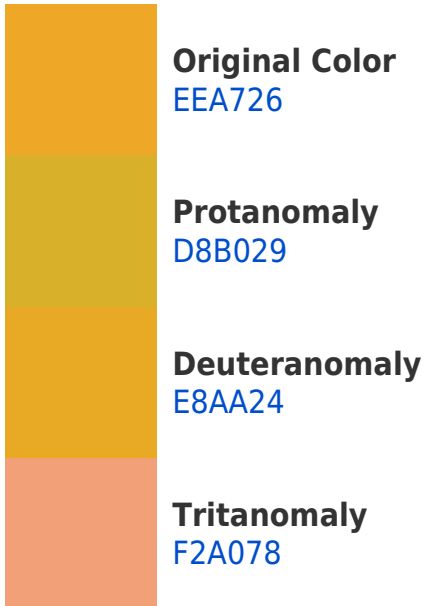 Original Color
EEA726
Protanomaly
D8B029
Deuteranomaly
E8AA24
Tritanomaly
F2A078